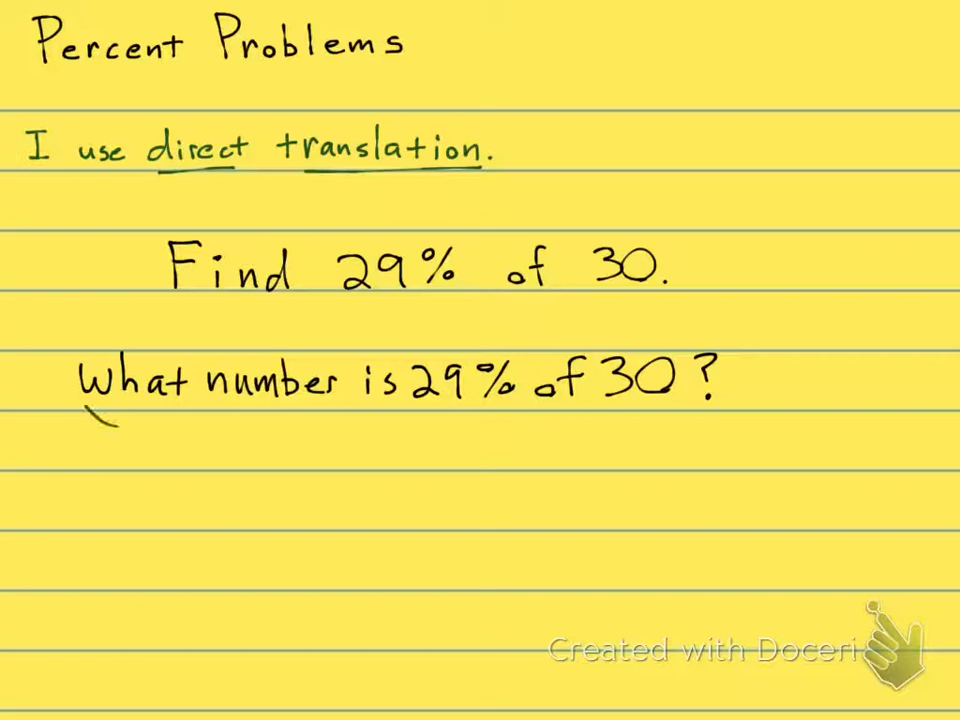 Percent Problems
I use direct translation.
Find 29% of 30.
What number is 29% of 30?
Created with Doceri